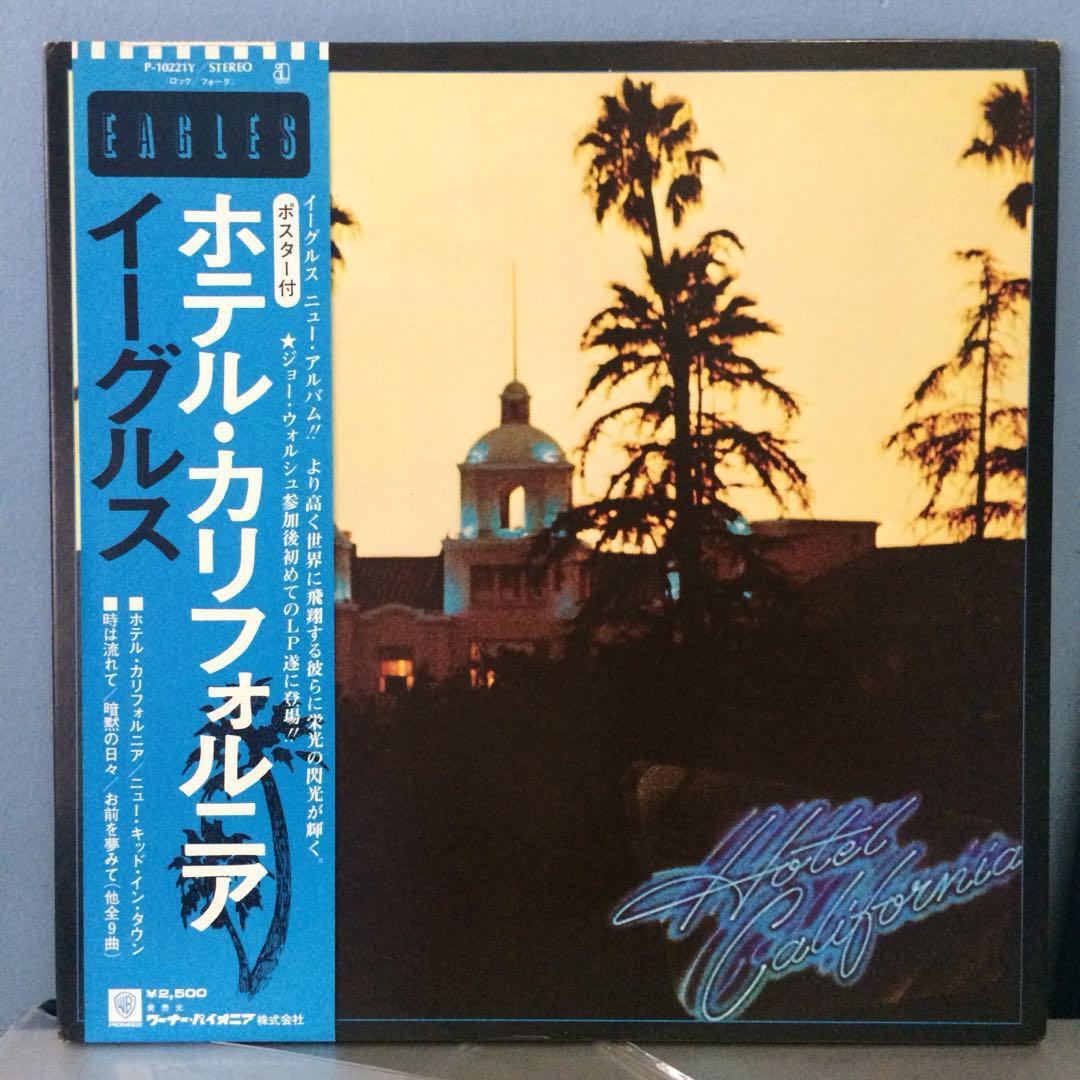 P-10221Y/STEREO
ロック/フォーク
EAGLES
イーグルス ニュー・アルバム!! より高く世界に飛翔する彼らに栄光の閃光が輝く。
ポスター付
★ジョー・ウォルシュ参加後初めてのLP遂に登場!!
ホテル・カリフォルニア
イーグルス
■ホテル・カリフォルニア/ニュー・キッド・イン・タウン
■時は流れて/暗黙の日々/お前を夢みて(他全9曲)
¥2,500
発売元
ワーナー・パイオニア株式会社
WB
PIONEER
Hotel
California